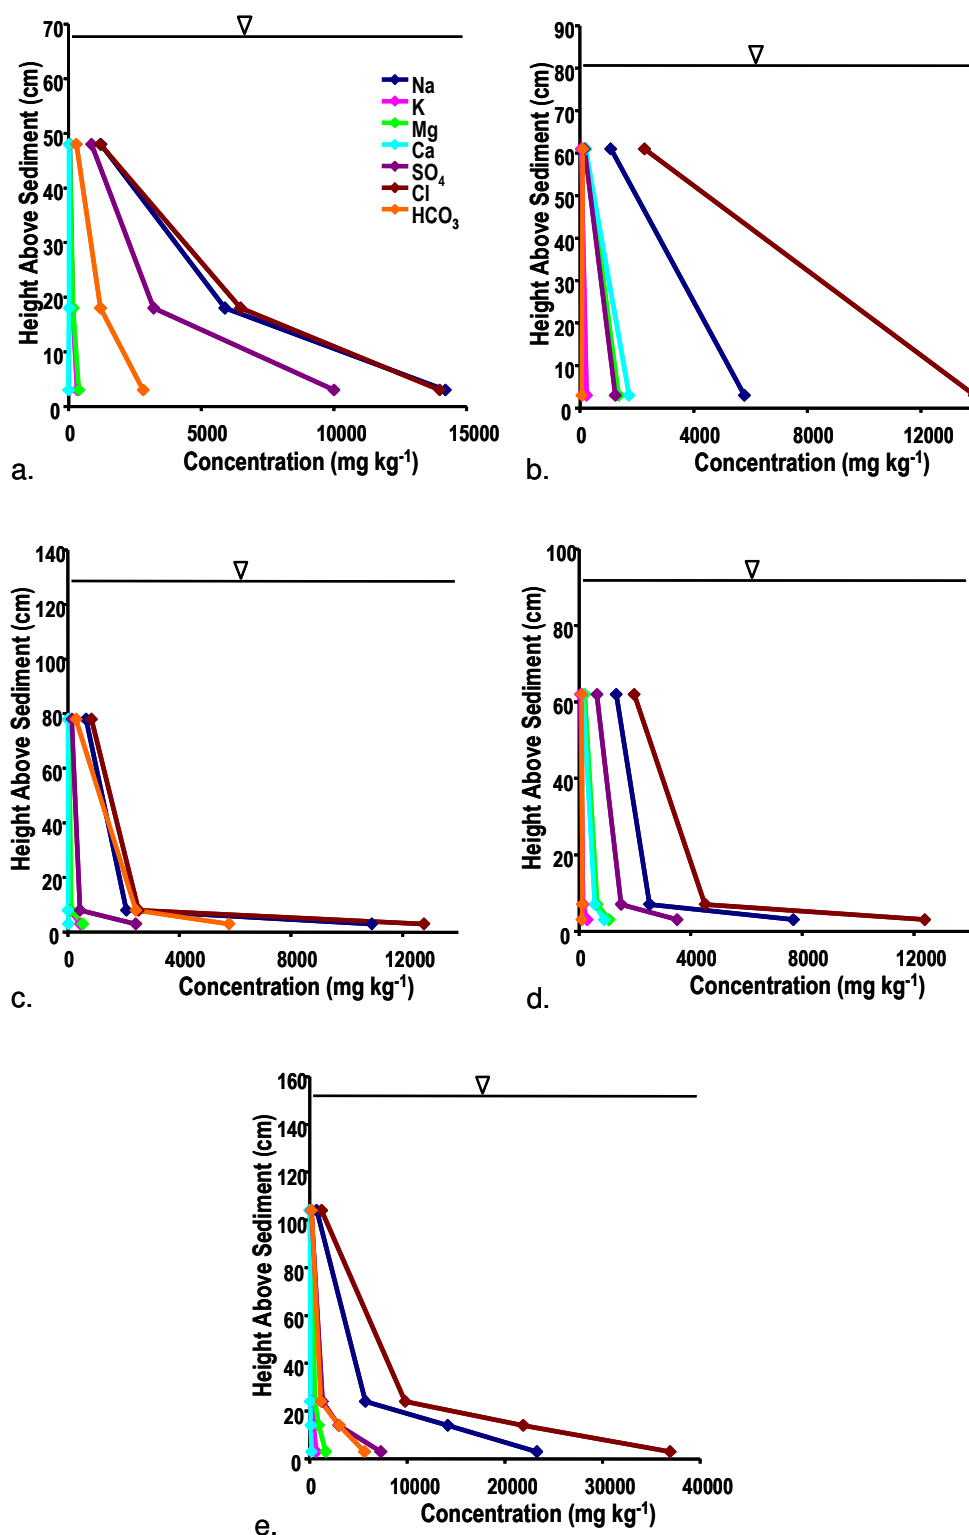 70
60
50
40
30
20
10
0
Height Above Sediment (cm)
Na
K
Mg
Ca
SO4
Cl
HCO3
0 5000 10000 15000
Concentration (mg kg-1)
a.
90
80
70
60
50
40
30
20
10
0
Height Above Sediment (cm)
0 4000 8000 12000
Concentration (mg kg-1)
b.
140
120
100
80
60
40
20
0
Height Above Sediment (cm)
0 4000 8000 12000
Concentration (mg kg-1)
c.
100
80
60
40
20
0
Height Above Sediment (cm)
0 4000 8000 12000
Concentration (mg kg-1)
d.
160
140
120
100
80
60
40
20
0
Height Above Sediment (cm)
0 10000 20000 30000 40000
Concentration (mg kg-1)
e.